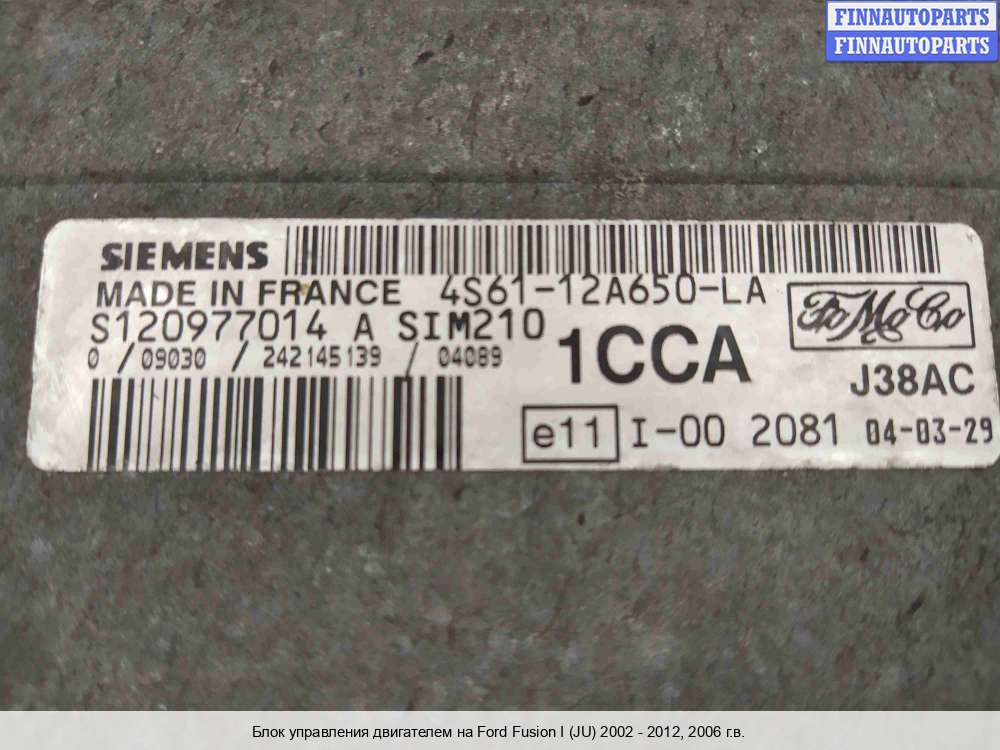 FINNAUTOPARTS
FINNAUTOPARTS
SIEMENS
MADE IN FRANCE 4S61-12A650-LA
S120977014 A SIM210
FoMoCo
0 / 09030 / 242145139 / 04089
1CCA
J38AC
e11 I-00 2081 04-03-29
Блок управления двигателем на Ford Fusion I (JU) 2002 - 2012, 2006 г.в.